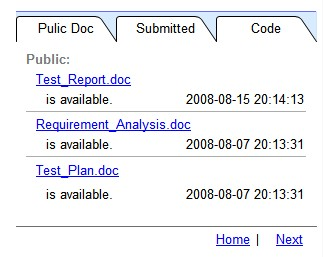 Pulic Doc Submitted Code
Public:
Test_Report.doc
is available. 2008-08-15 20:14:13
Requirement_Analysis.doc
is available. 2008-08-07 20:13:31
Test_Plan.doc
is available. 2008-08-07 20:13:31
Home | Next